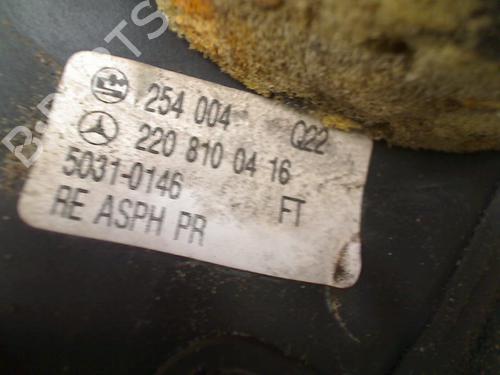 254 004 Q22
220 810 04 16
5031-0146 FT
RE ASPH PR